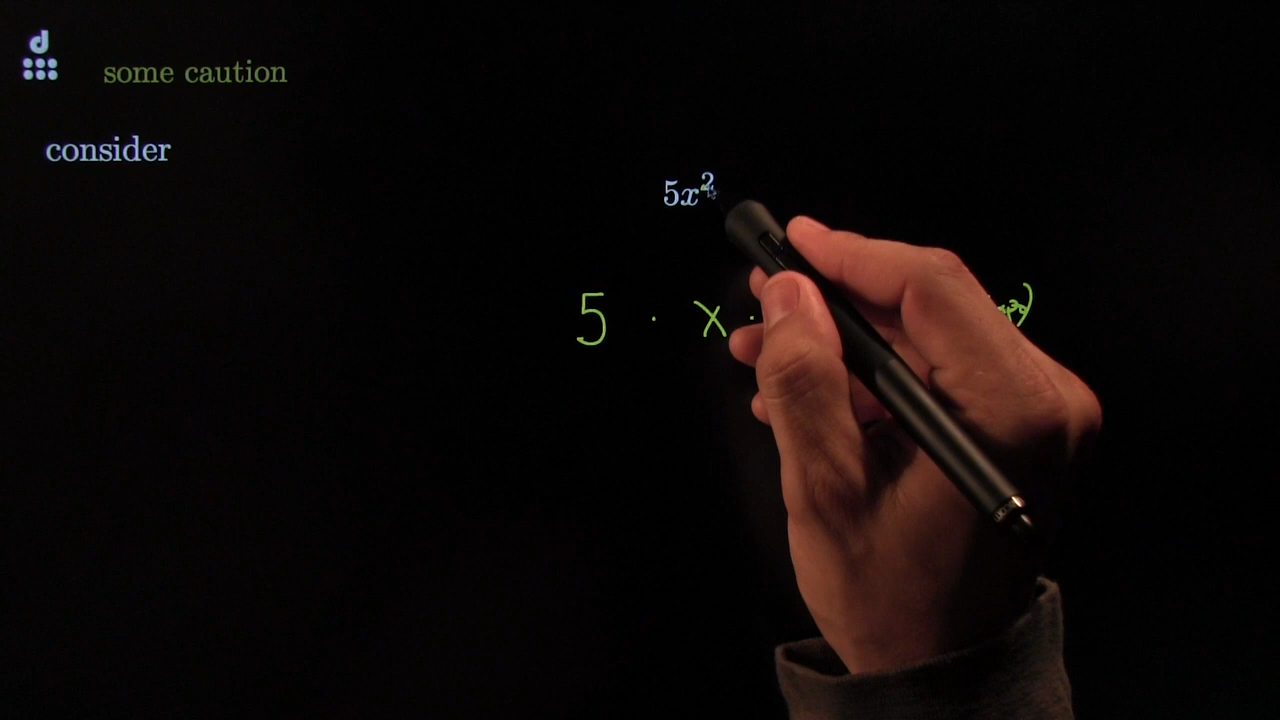 d
some caution
consider
5x²
5 · x ·